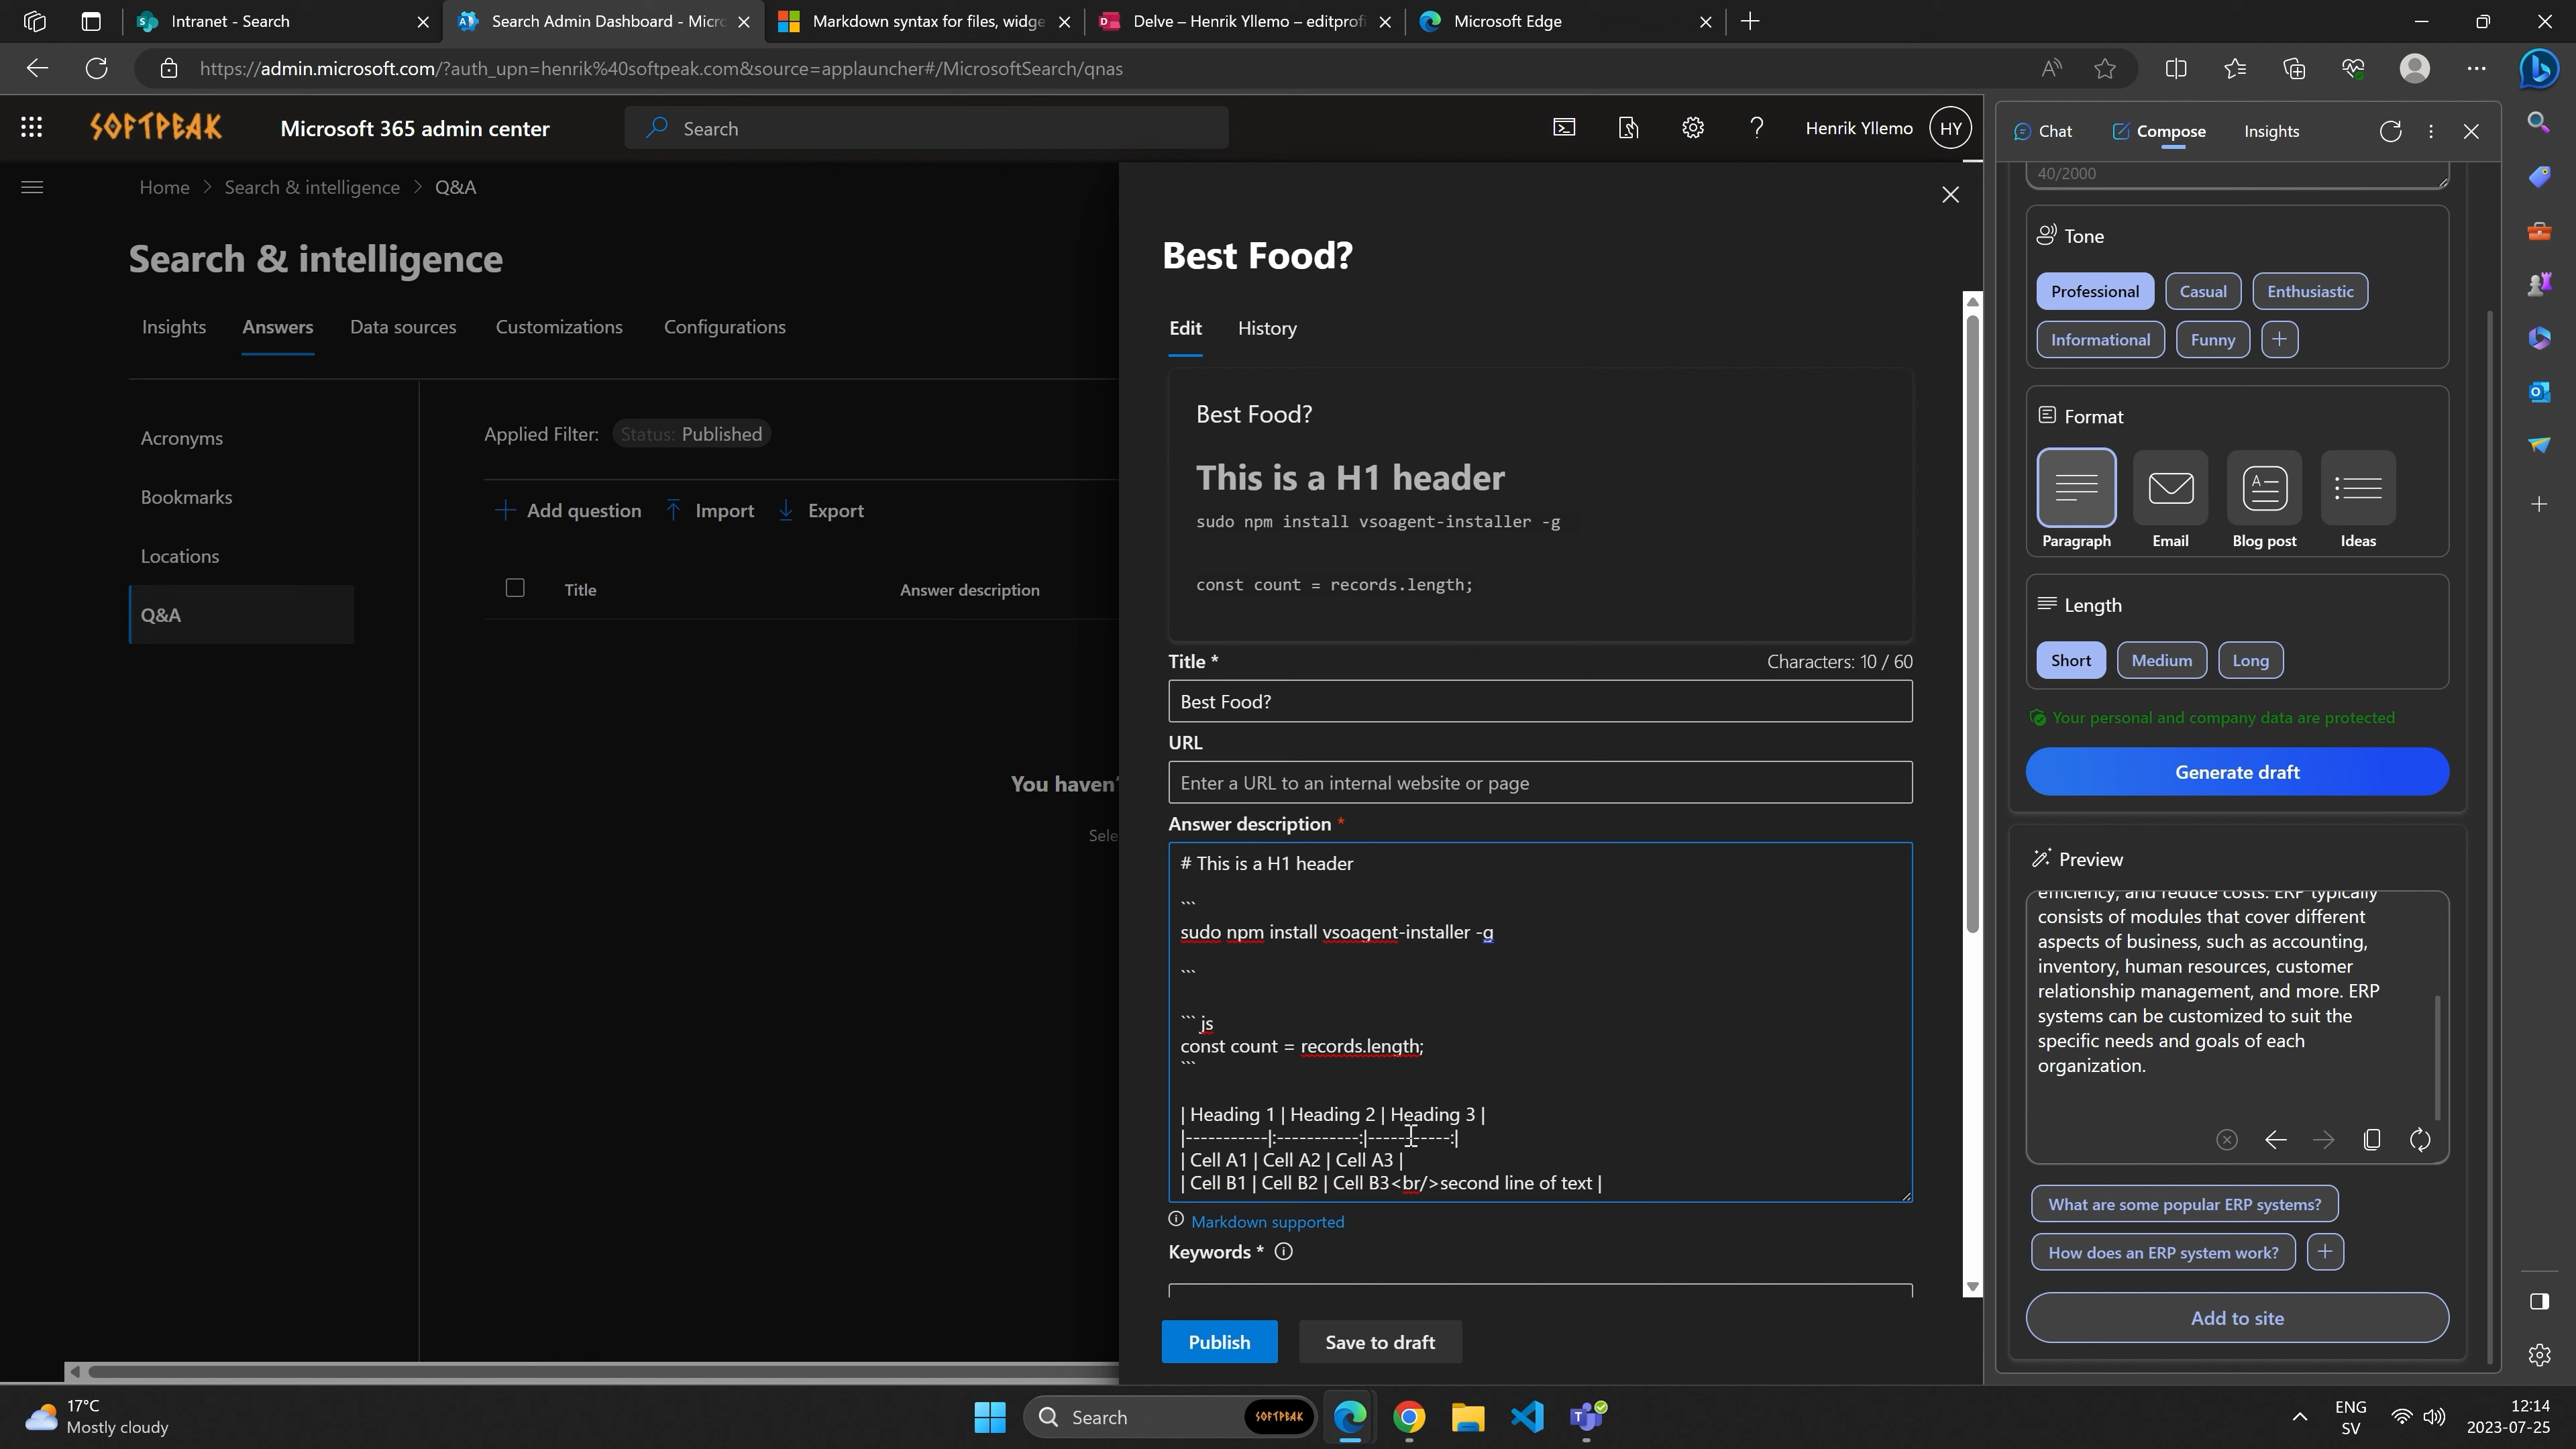 Intranet - Search
Search Admin Dashboard - Micro
Markdown syntax for files, widge
Delve – Henrik Yllemo – editprofi
Microsoft Edge
https://admin.microsoft.com/?auth_upn=henrik%40softpeak.com&source=applauncher#/MicrosoftSearch/qnas
SOFTPEAK
Microsoft 365 admin center
Search
Henrik Yllemo
HY
Home > Search & intelligence > Q&A
Search & intelligence
Insights
Answers
Data sources
Customizations
Configurations
Acronyms
Bookmarks
Locations
Q&A
Applied Filter:
Status: Published
Add question
Import
Export
Title
Answer description
You haven'
Sele
Best Food?
Edit
History
Best Food?
This is a H1 header
sudo npm install vsoagent-installer -g
const count = records.length;
Title *
Characters: 10 / 60
Best Food?
URL
Enter a URL to an internal website or page
Answer description *
# This is a H1 header
```
sudo npm install vsoagent-installer -g
```
``` js
const count = records.length;
```
| Heading 1 | Heading 2 | Heading 3 |
|-----------|:-----------:|-----------:|
| Cell A1 | Cell A2 | Cell A3 |
| Cell B1 | Cell B2 | Cell B3<br/>second line of text |
Markdown supported
Keywords *
Publish
Save to draft
Chat
Compose
Insights
40/2000
Tone
Professional
Casual
Enthusiastic
Informational
Funny
Format
Paragraph
Email
Blog post
Ideas
Length
Short
Medium
Long
Your personal and company data are protected
Generate draft
Preview
efficiency, and reduce costs. ERP typically
consists of modules that cover different
aspects of business, such as accounting,
inventory, human resources, customer
relationship management, and more. ERP
systems can be customized to suit the
specific needs and goals of each
organization.
What are some popular ERP systems?
How does an ERP system work?
Add to site
17°C
Mostly cloudy
Search
SOFTPEAK
ENG
SV
12:14
2023-07-25